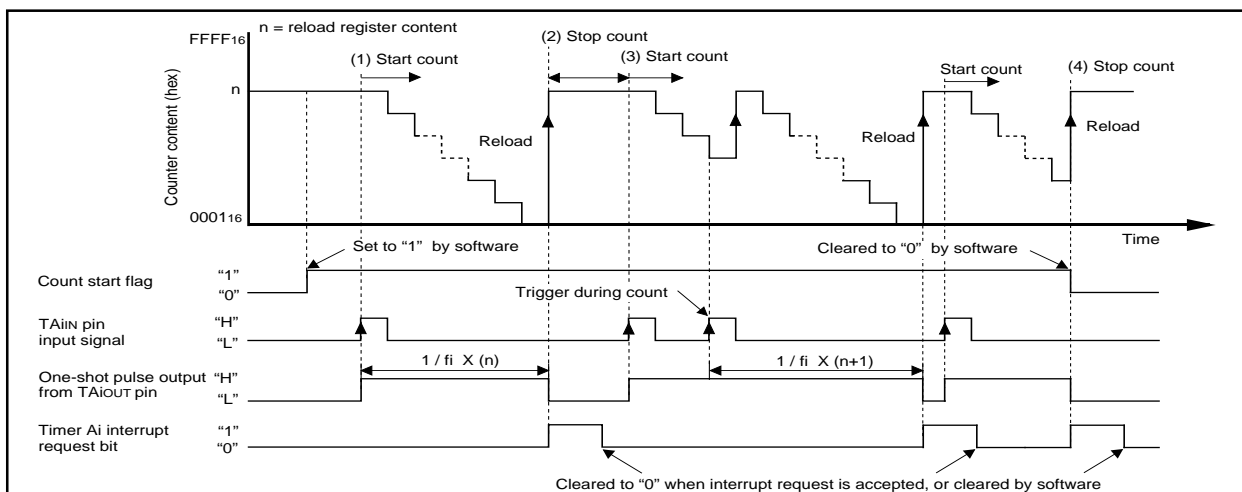 n = reload register content
FFFF16
(1) Start count
(2) Stop count
(3) Start count
Start count
(4) Stop count
n
Counter content (hex)
Reload
Reload
Reload
000116
Time
Set to “1” by software
Cleared to “0” by software
Count start flag
“1”
“0”
Trigger during count
TAiIN pin
input signal
“H”
“L”
1 / fi X (n)
1 / fi X (n+1)
One-shot pulse output
from TAiOUT pin
“H”
“L”
Timer Ai interrupt
request bit
“1”
“0”
Cleared to “0” when interrupt request is accepted, or cleared by software